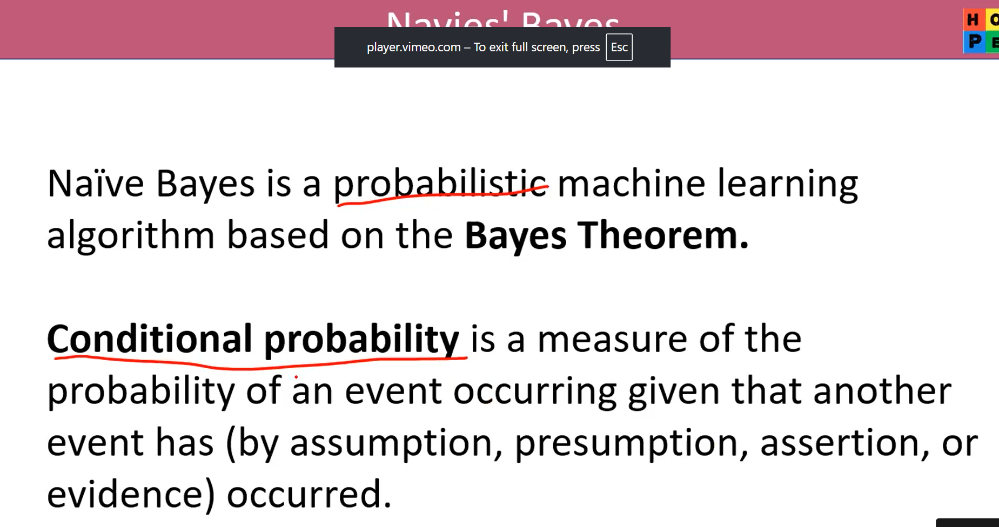 Navies' Bayes
player.vimeo.com – To exit full screen, press Esc
H O
P E
Naïve Bayes is a probabilistic machine learning
algorithm based on the Bayes Theorem.
Conditional probability is a measure of the
probability of an event occurring given that another
event has (by assumption, presumption, assertion, or
evidence) occurred.